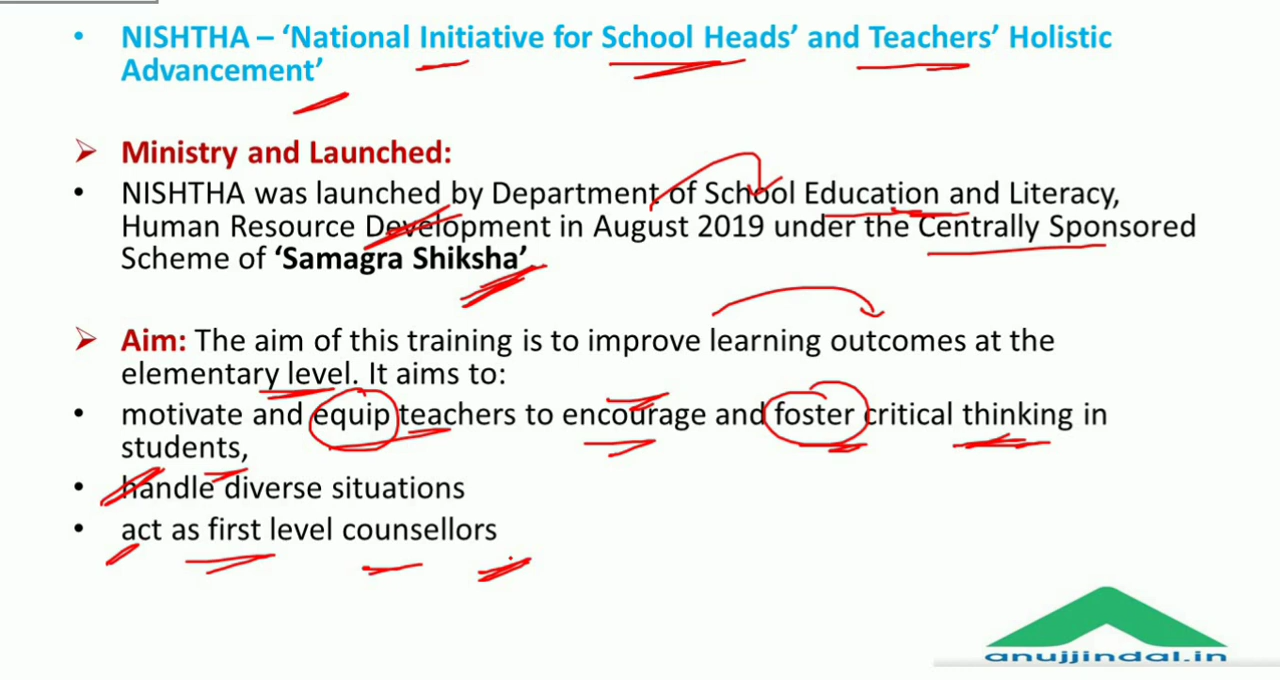 • NISHTHA – ‘National Initiative for School Heads’ and Teachers’ Holistic
Advancement’
➢ Ministry and Launched:
• NISHTHA was launched by Department of School Education and Literacy,
Human Resource Development in August 2019 under the Centrally Sponsored
Scheme of ‘Samagra Shiksha’
➢ Aim: The aim of this training is to improve learning outcomes at the
elementary level. It aims to:
• motivate and equip teachers to encourage and foster critical thinking in
students,
• handle diverse situations
• act as first level counsellors
anujjindal.in